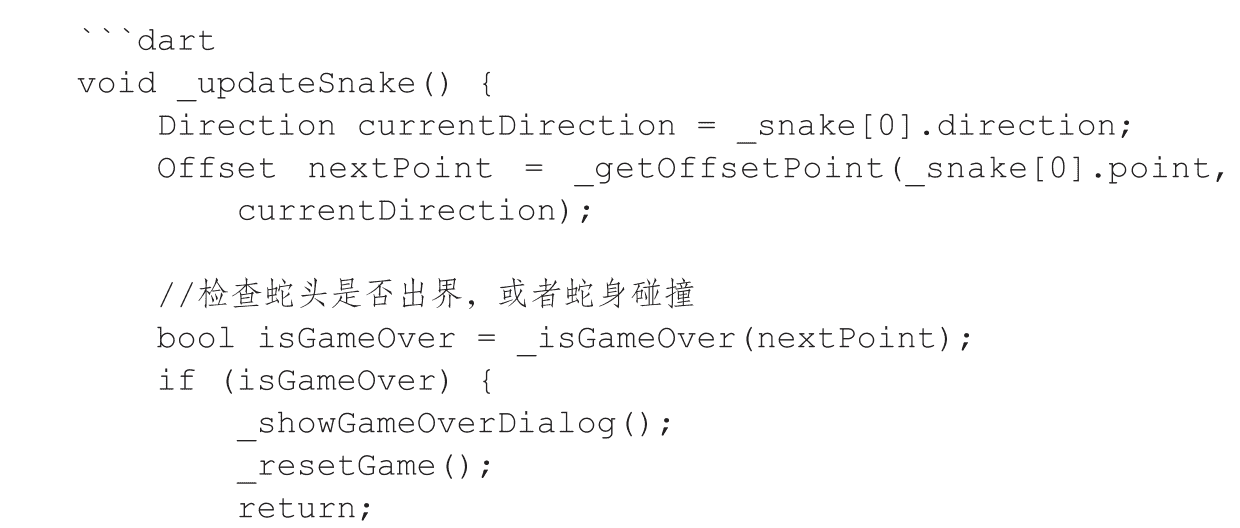 ```dart
void _updateSnake() {
    Direction currentDirection = _snake[0].direction;
    Offset nextPoint = _getOffsetPoint(_snake[0].point,
        currentDirection);

    //检查蛇头是否出界，或者蛇身碰撞
    bool isGameOver = _isGameOver(nextPoint);
    if (isGameOver) {
        _showGameOverDialog();
        _resetGame();
        return;